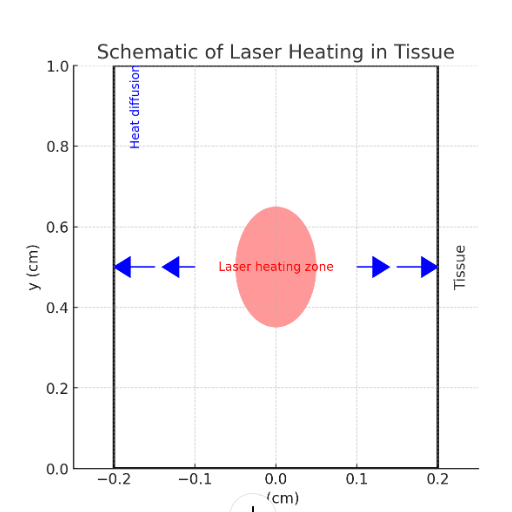 Schematic of Laser Heating in Tissue
1.0
Heat diffusion
0.8
0.6
Laser heating zone
Tissue
y (cm)
0.4
0.2
0.0
−0.2 −0.1 0.0 0.1 0.2
(cm)